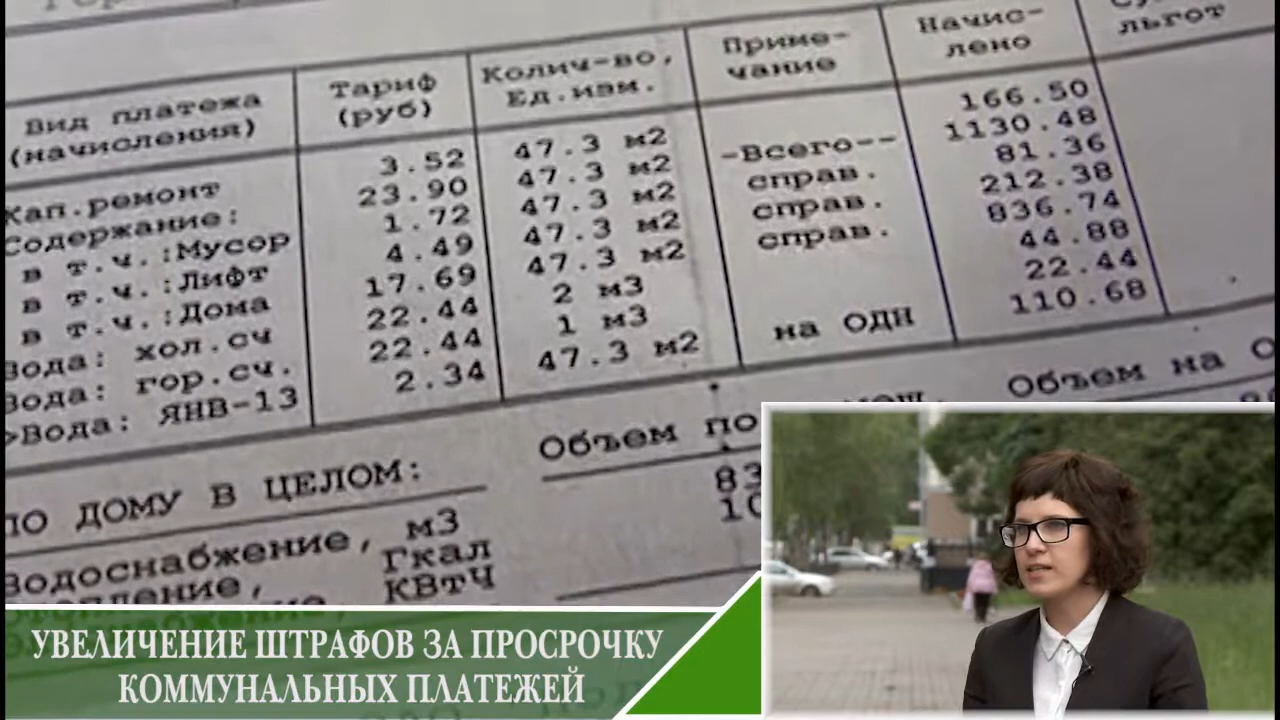 Вид платежа (начисления) Тариф (руб) Колич-во, Ед.изм. Приме- чание Начис- лено льгот
Кап.ремонт 3.52 47.3 м2 166.50
Содержание: 23.90 47.3 м2 -Всего-- 1130.48
в т.ч.:Мусор 1.72 47.3 м2 справ. 81.36
в т.ч.:Лифт 4.49 47.3 м2 справ. 212.38
в т.ч.:Дома 17.69 47.3 м2 справ. 836.74
Вода: хол.сч 22.44 2 м3 44.88
Вода: гор.сч. 22.44 1 м3 22.44
>Вода: ЯНВ-13 2.34 47.3 м2 на ОДН 110.68
ПО ДОМУ В ЦЕЛОМ: Объем по Объем на
Водоснабжение, м3
Гкал
КВтЧ
УВЕЛИЧЕНИЕ ШТРАФОВ ЗА ПРОСРОЧКУ
КОММУНАЛЬНЫХ ПЛАТЕЖЕЙ